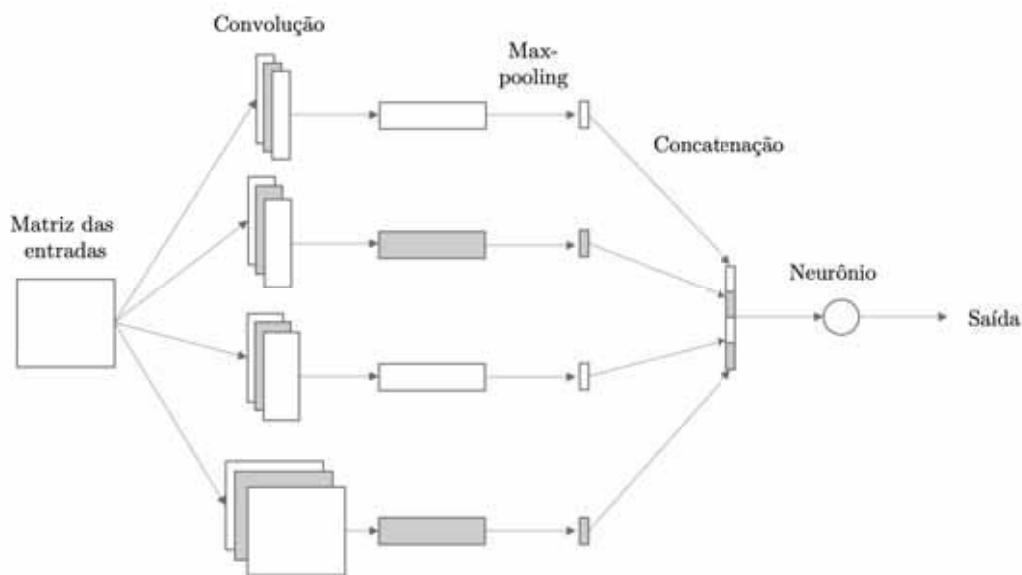 Convolução
Max-
pooling
Concatenação
Matriz das
entradas
Neurônio
Saída